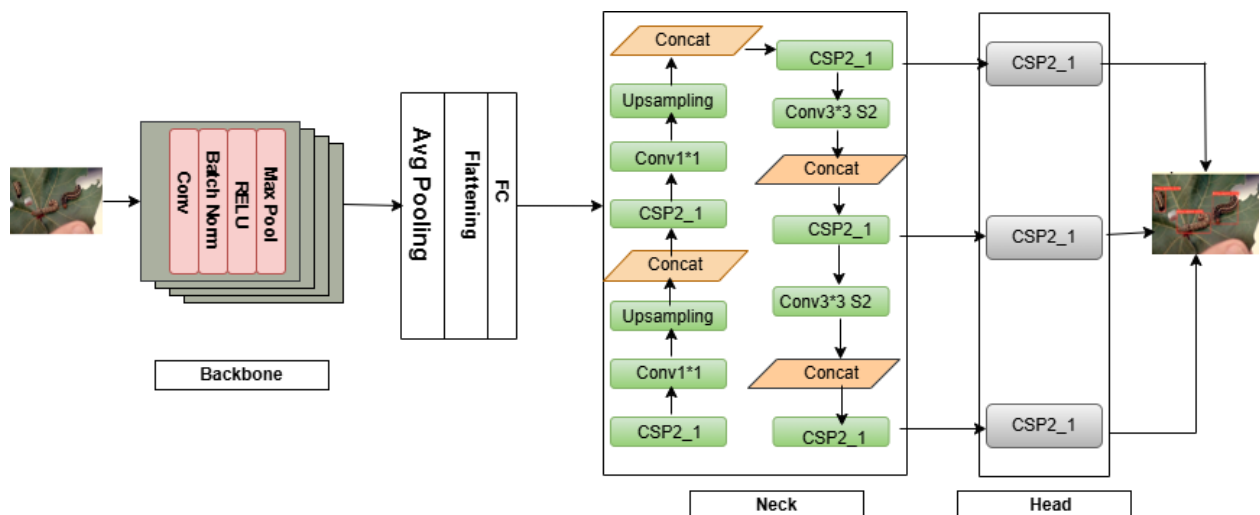 Conv
Batch Norm
RELU
Max Pool
Backbone
Avg Pooling
Flattening
FC
Concat
Upsampling
Conv1*1
CSP2_1
Concat
Upsampling
Conv1*1
CSP2_1
CSP2_1
Conv3*3 S2
Concat
CSP2_1
Conv3*3 S2
Concat
CSP2_1
Neck
CSP2_1
CSP2_1
CSP2_1
Head